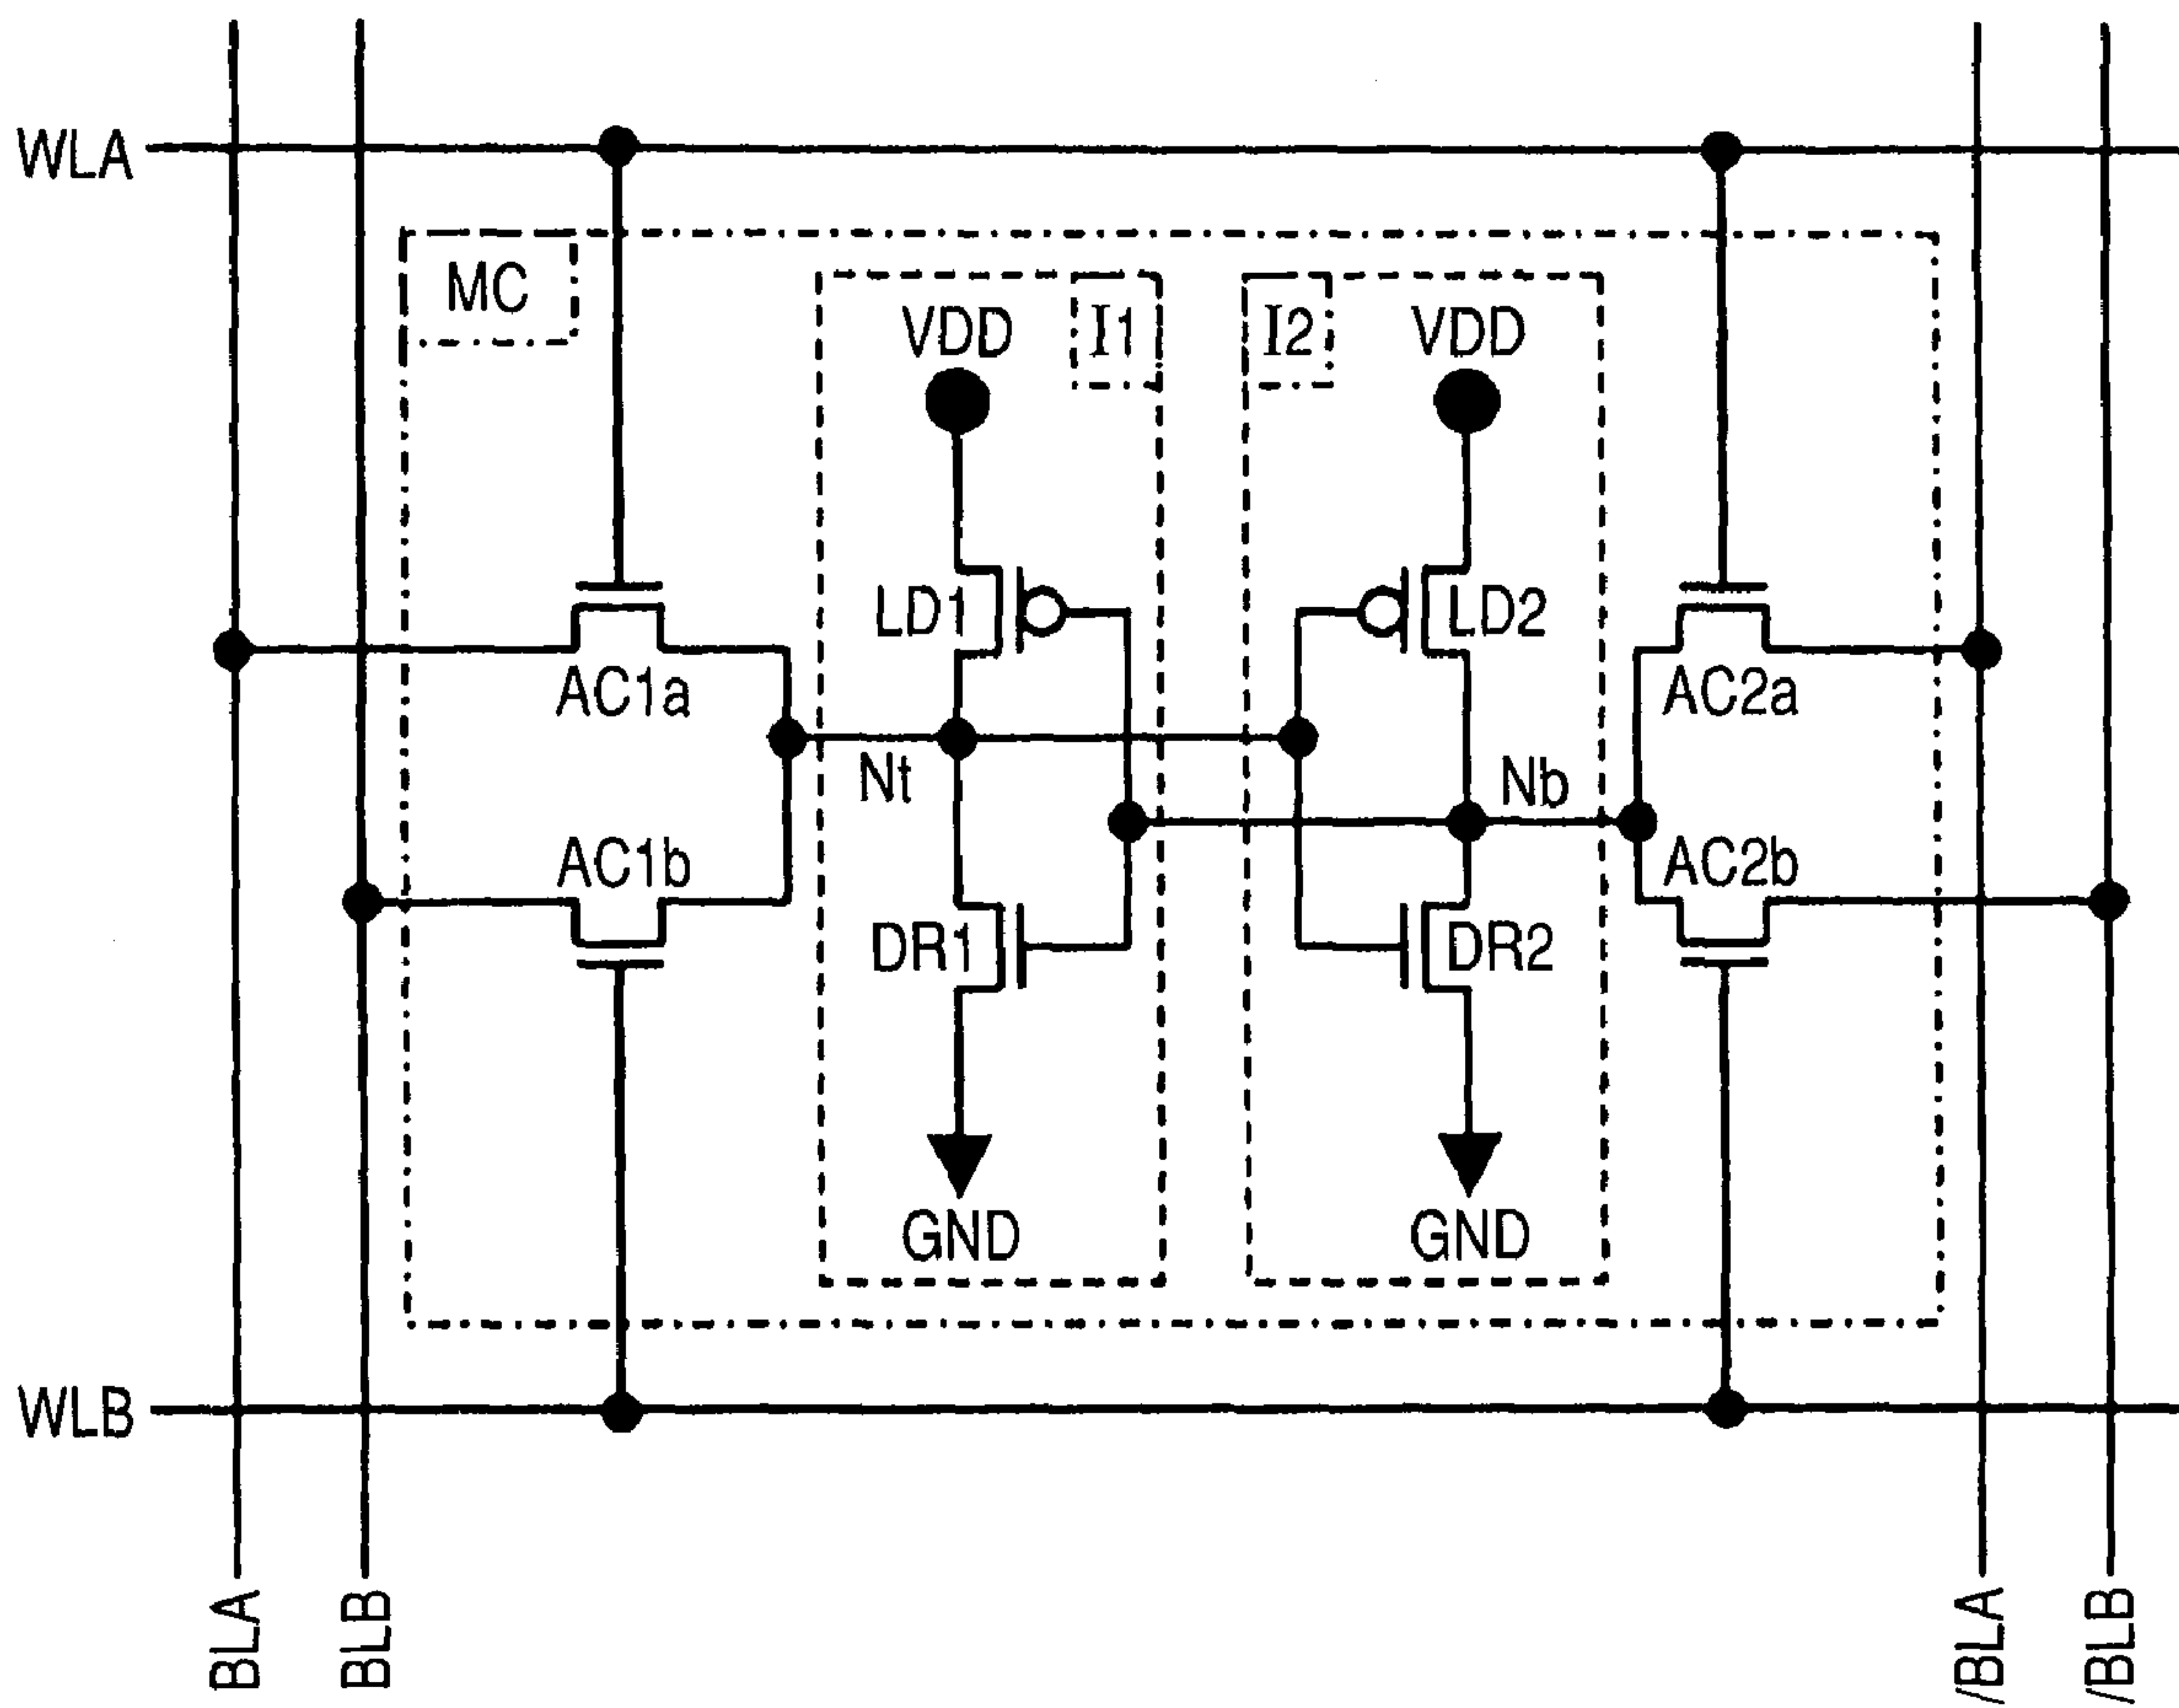 WLA
MC
VDD
I1
I2
VDD
LD1
LD2
AC1a
AC2a
Nt
Nb
AC1b
AC2b
DR1
DR2
GND
GND
WLB
BLA
BLB
/BLA
/BLB